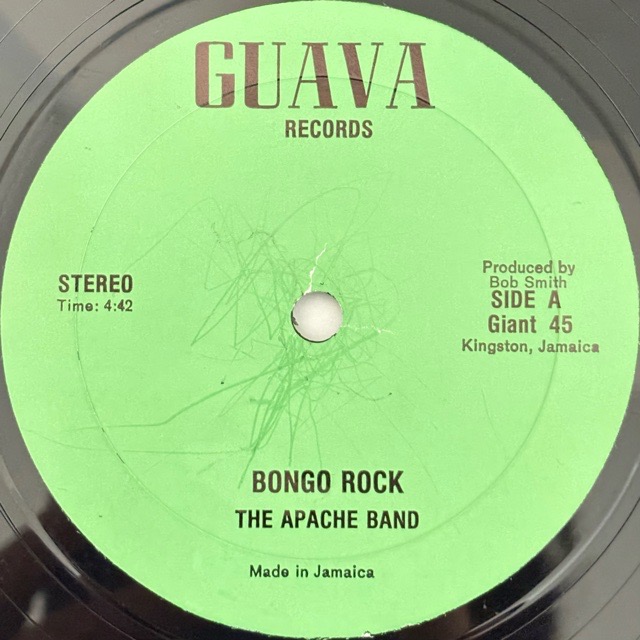 GUAVA
RECORDS
STEREO
Time: 4:42
Produced by
Bob Smith
SIDE A
Giant 45
Kingston, Jamaica
BONGO ROCK
THE APACHE BAND
Made in Jamaica